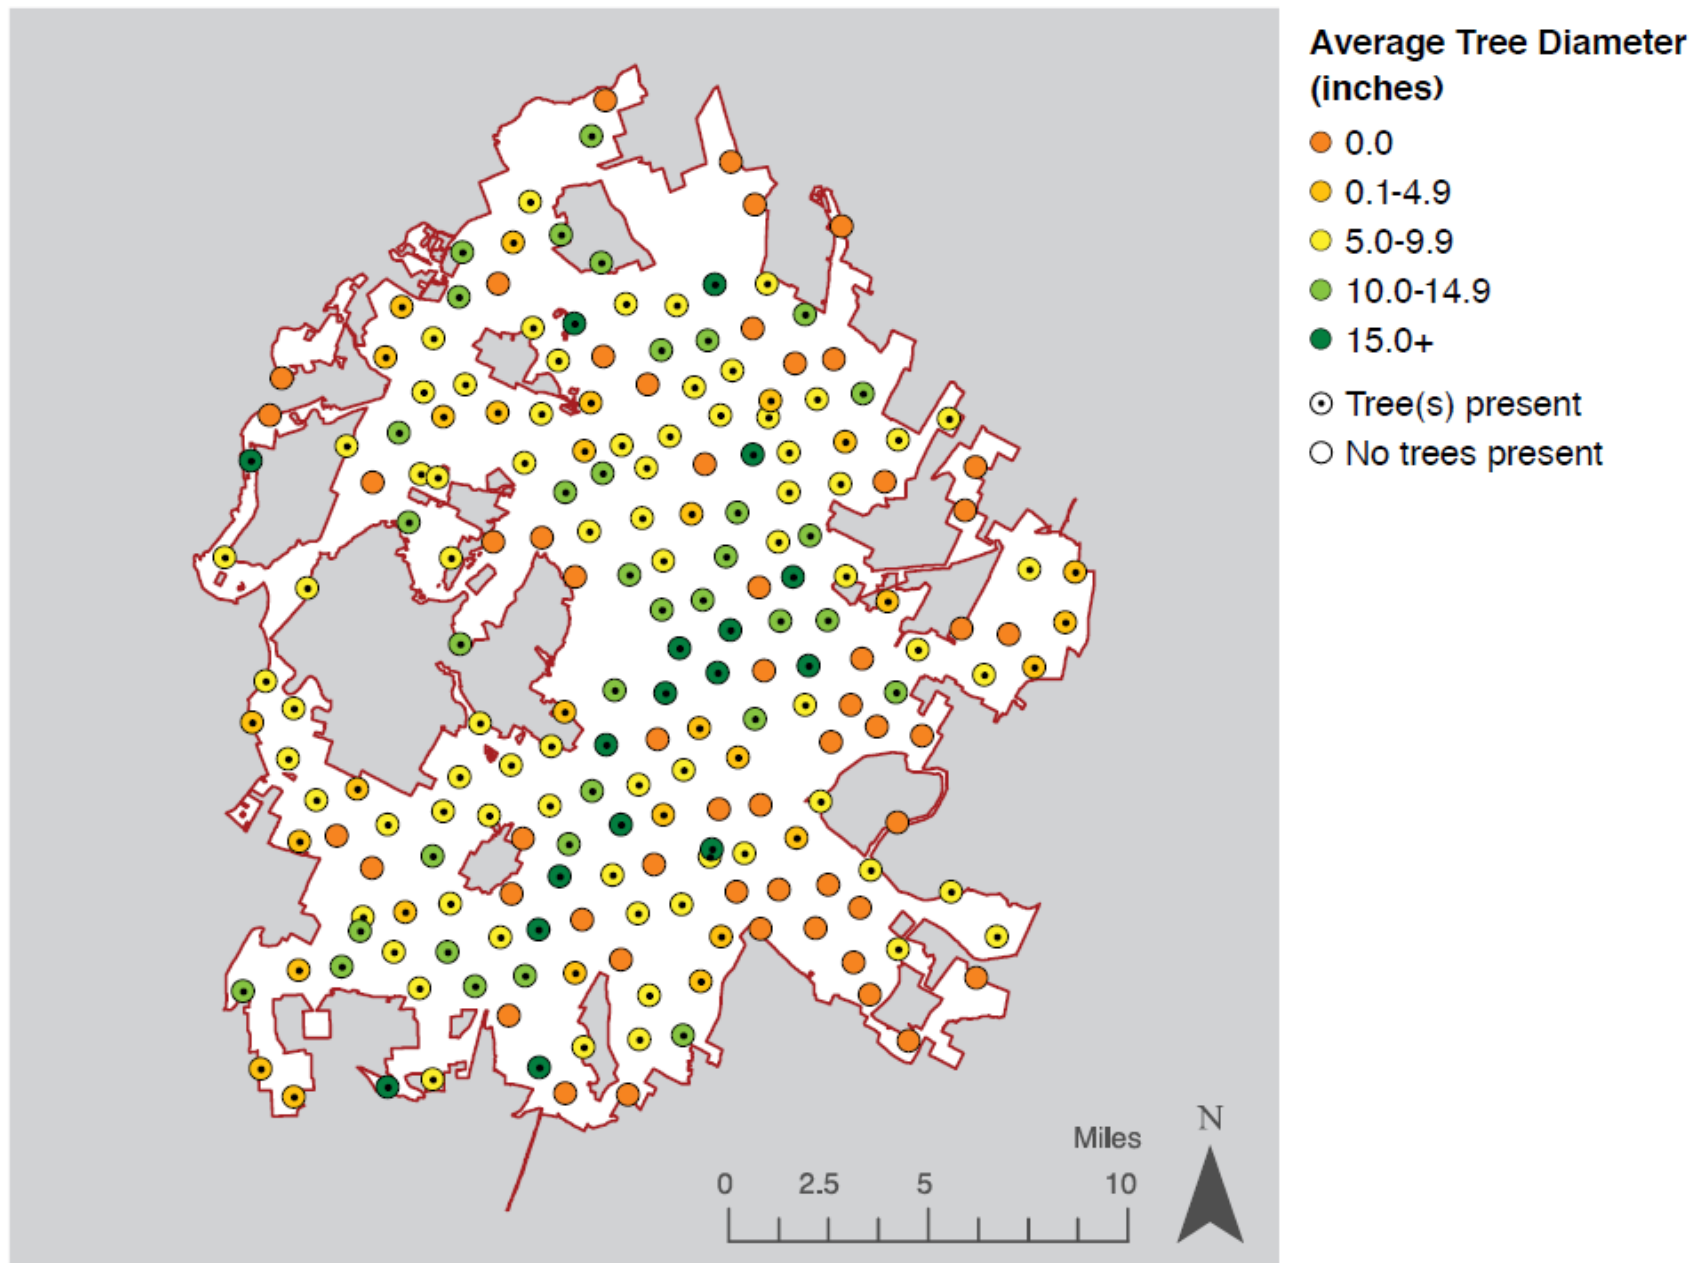 Average Tree Diameter
(inches)
0.0
0.1-4.9
5.0-9.9
10.0-14.9
15.0+
Tree(s) present
No trees present
Miles
N
0 2.5 5 10